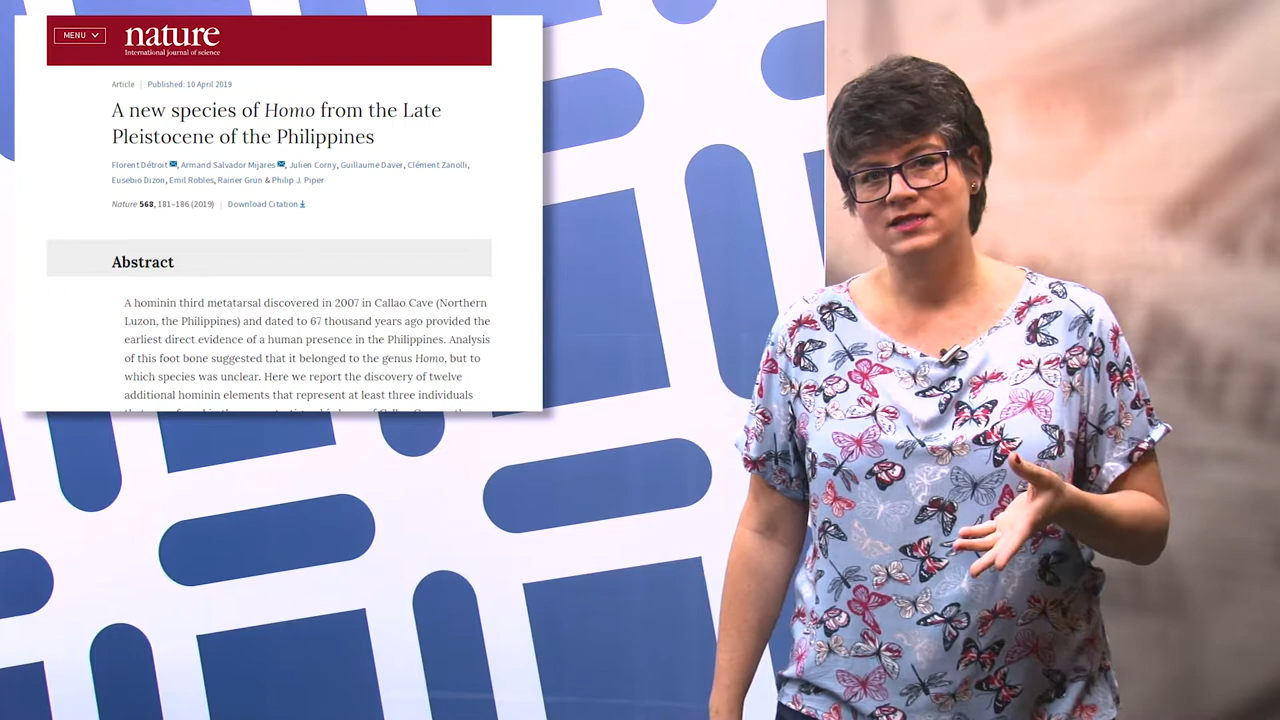 MENU
nature
International journal of science
Article | Published: 10 April 2019
A new species of Homo from the Late
Pleistocene of the Philippines
Florent Détroit, Armand Salvador Mijares, Julien Corny, Guillaume Daver, Clément Zanolli,
Eusebio Dizon, Emil Robles, Rainer Grün & Philip J. Piper
Nature 568, 181–186 (2019) | Download Citation
Abstract
A hominin third metatarsal discovered in 2007 in Callao Cave (Northern
Luzon, the Philippines) and dated to 67 thousand years ago provided the
earliest direct evidence of a human presence in the Philippines. Analysis
of this foot bone suggested that it belonged to the genus Homo, but to
which species was unclear. Here we report the discovery of twelve
additional hominin elements that represent at least three individuals